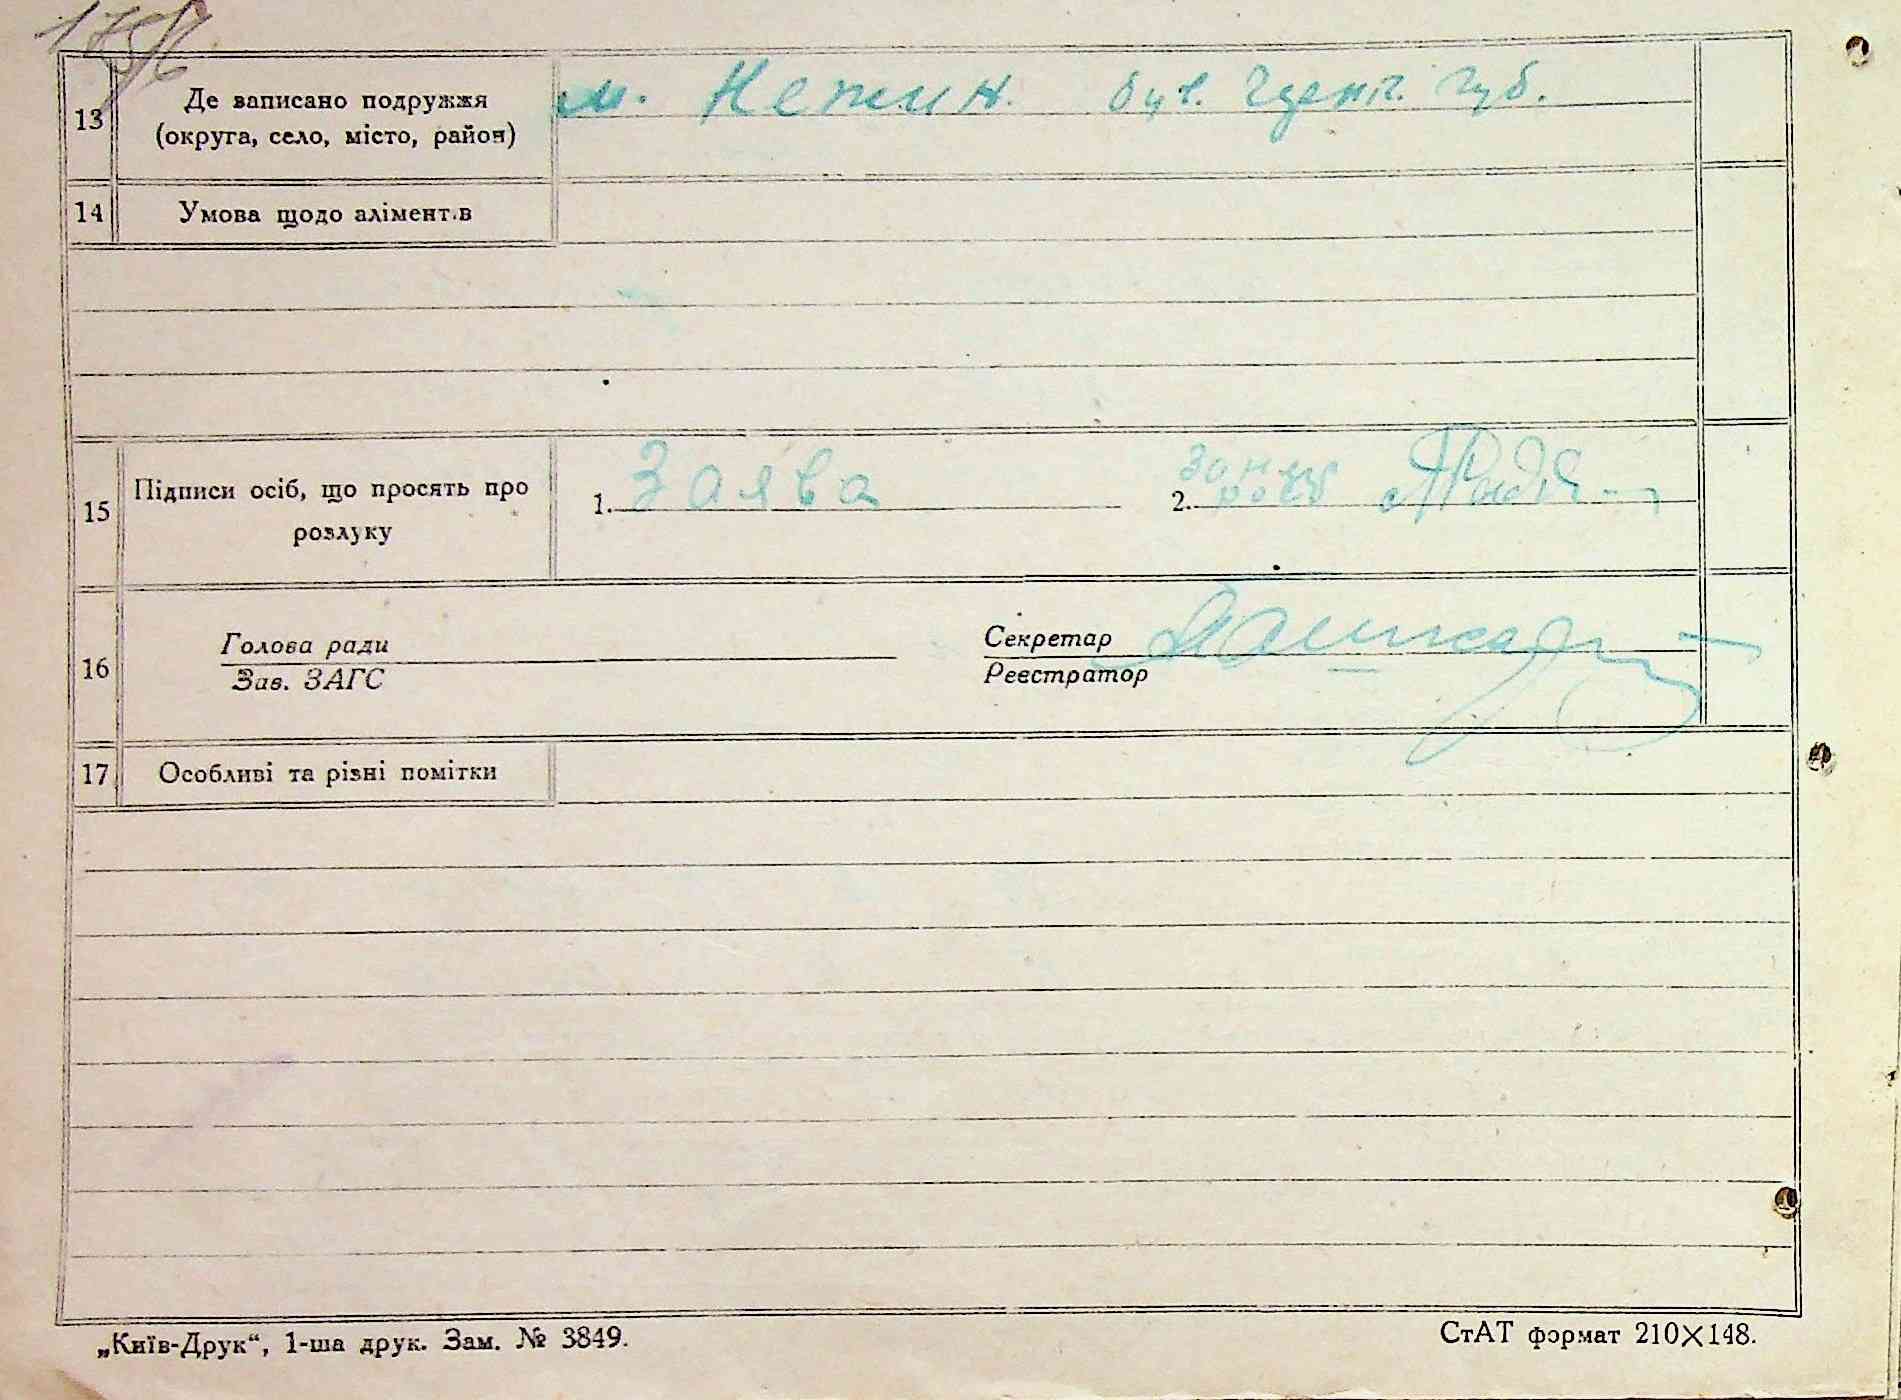 13 Де записано подружжя м. Нежин. був. Черніг. губ.
(округа, село, місто, район)
14 Умова щодо алімент.в
15 Підписи осіб, що просять про розлуку 1. Заява 2.
16 Голова ради Секретар
Зав. ЗАГС Реєстратор
17 Особливі та різні помітки
„Київ-Друк“, 1-ша друк. Зам. № 3849. СтАТ формат 210×148.